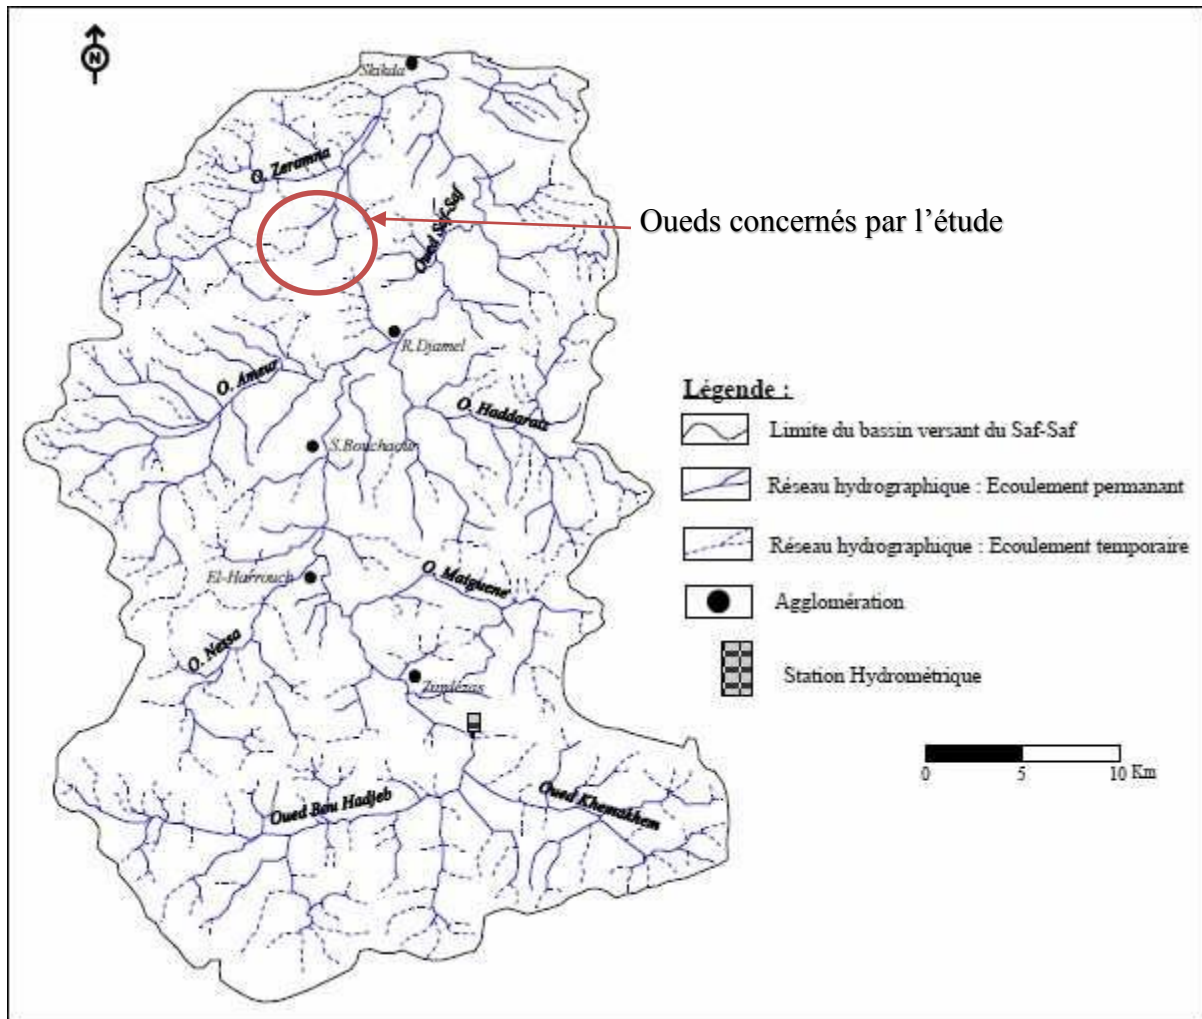 N
Skikda
O. Zeramna
Oued Saf-Saf
Oueds concernés par l’étude
R.Djamel
O. Ameur
O. Haddaratz
S.Bouchaour
El-Harrouch
O. Maiguene
O. Nessa
Zardézas
Oued Bou Hadjeb
Oued Khemakhem
Légende :
Limite du bassin versant du Saf-Saf
Réseau hydrographique : Ecoulement permanant
Réseau hydrographique : Ecoulement temporaire
Agglomération
Station Hydrométrique
0 5 10 Km